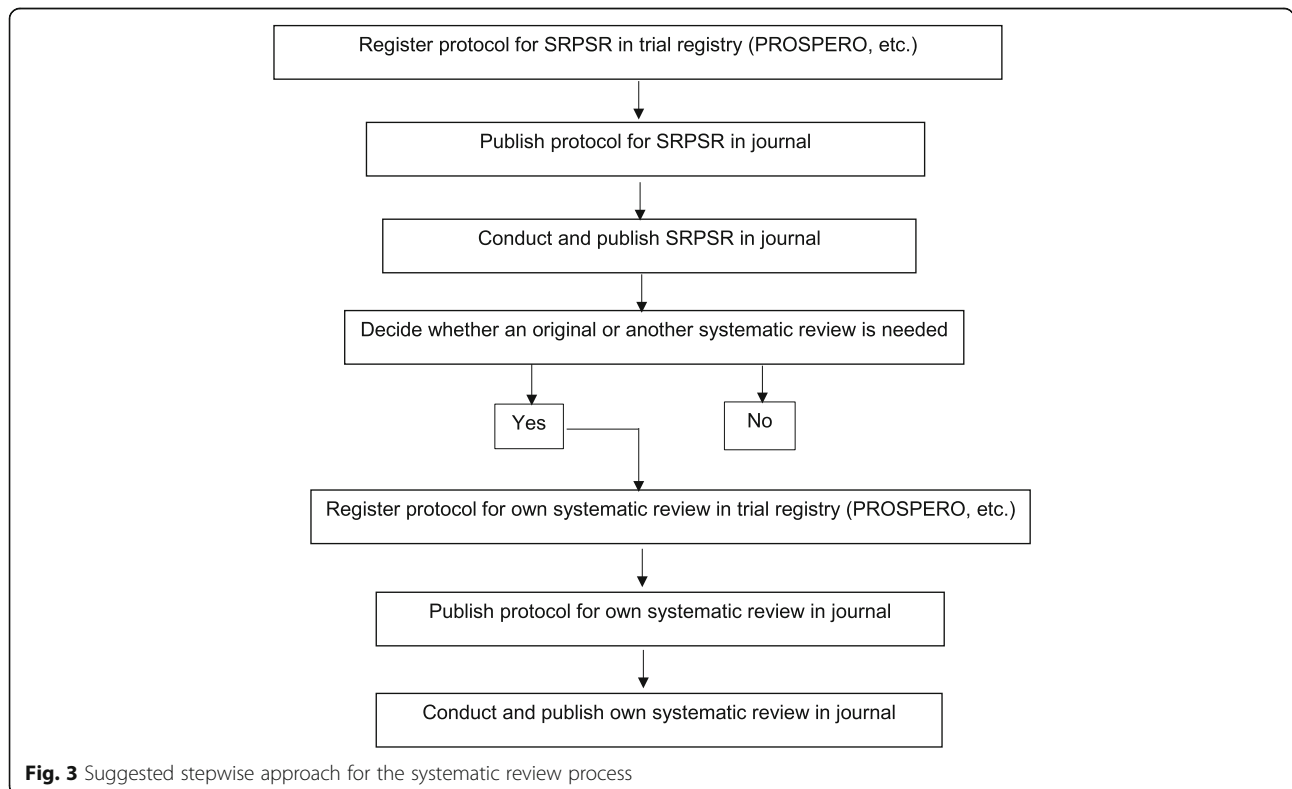 Register protocol for SRPSR in trial registry (PROSPERO, etc.)
Publish protocol for SRPSR in journal
Conduct and publish SRPSR in journal
Decide whether an original or another systematic review is needed
Yes
No
Register protocol for own systematic review in trial registry (PROSPERO, etc.)
Publish protocol for own systematic review in journal
Conduct and publish own systematic review in journal
Fig. 3 Suggested stepwise approach for the systematic review process